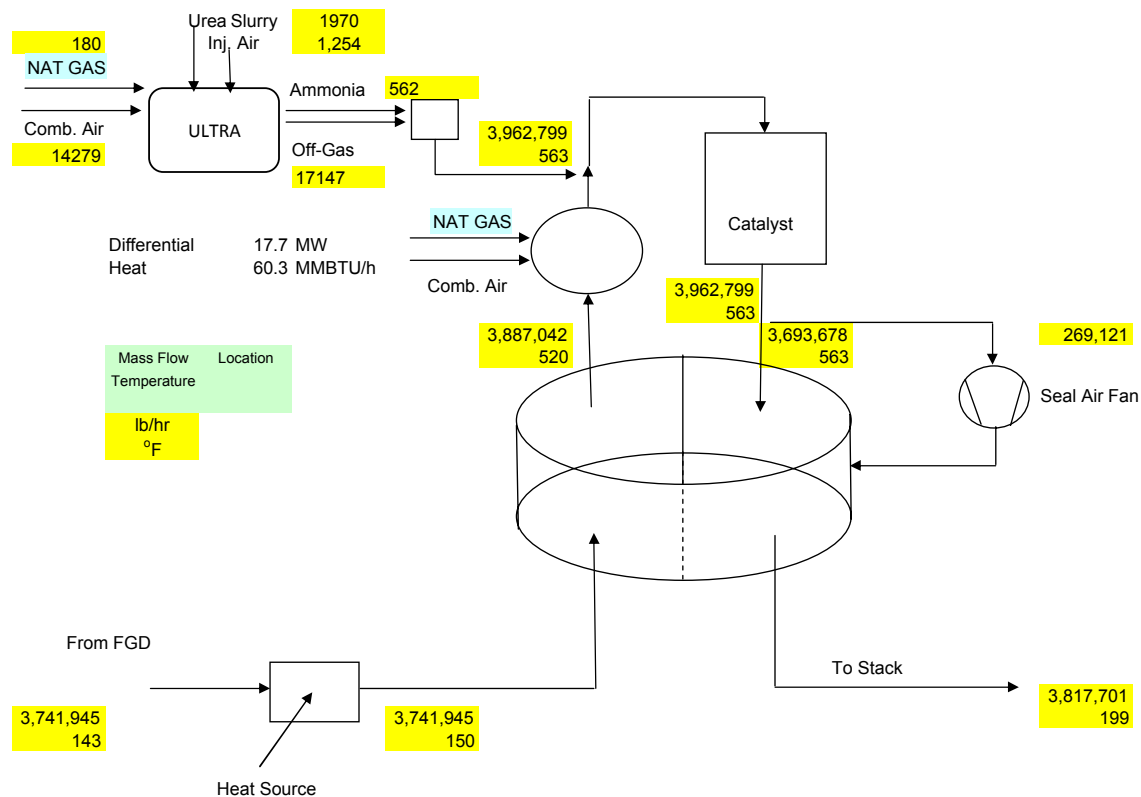 Urea Slurry 1970
180 Inj. Air 1,254
NAT GAS
Ammonia 562
Comb. Air ULTRA
14279
Off-Gas
17147
3,962,799
563
NAT GAS
Catalyst
Differential 17.7 MW
Heat 60.3 MMBTU/h
Comb. Air
3,962,799
563
3,887,042
520
3,693,678
563
269,121
Mass Flow Location
Temperature
lb/hr
°F
Seal Air Fan
From FGD
To Stack
3,741,945
143
3,741,945
150
3,817,701
199
Heat Source